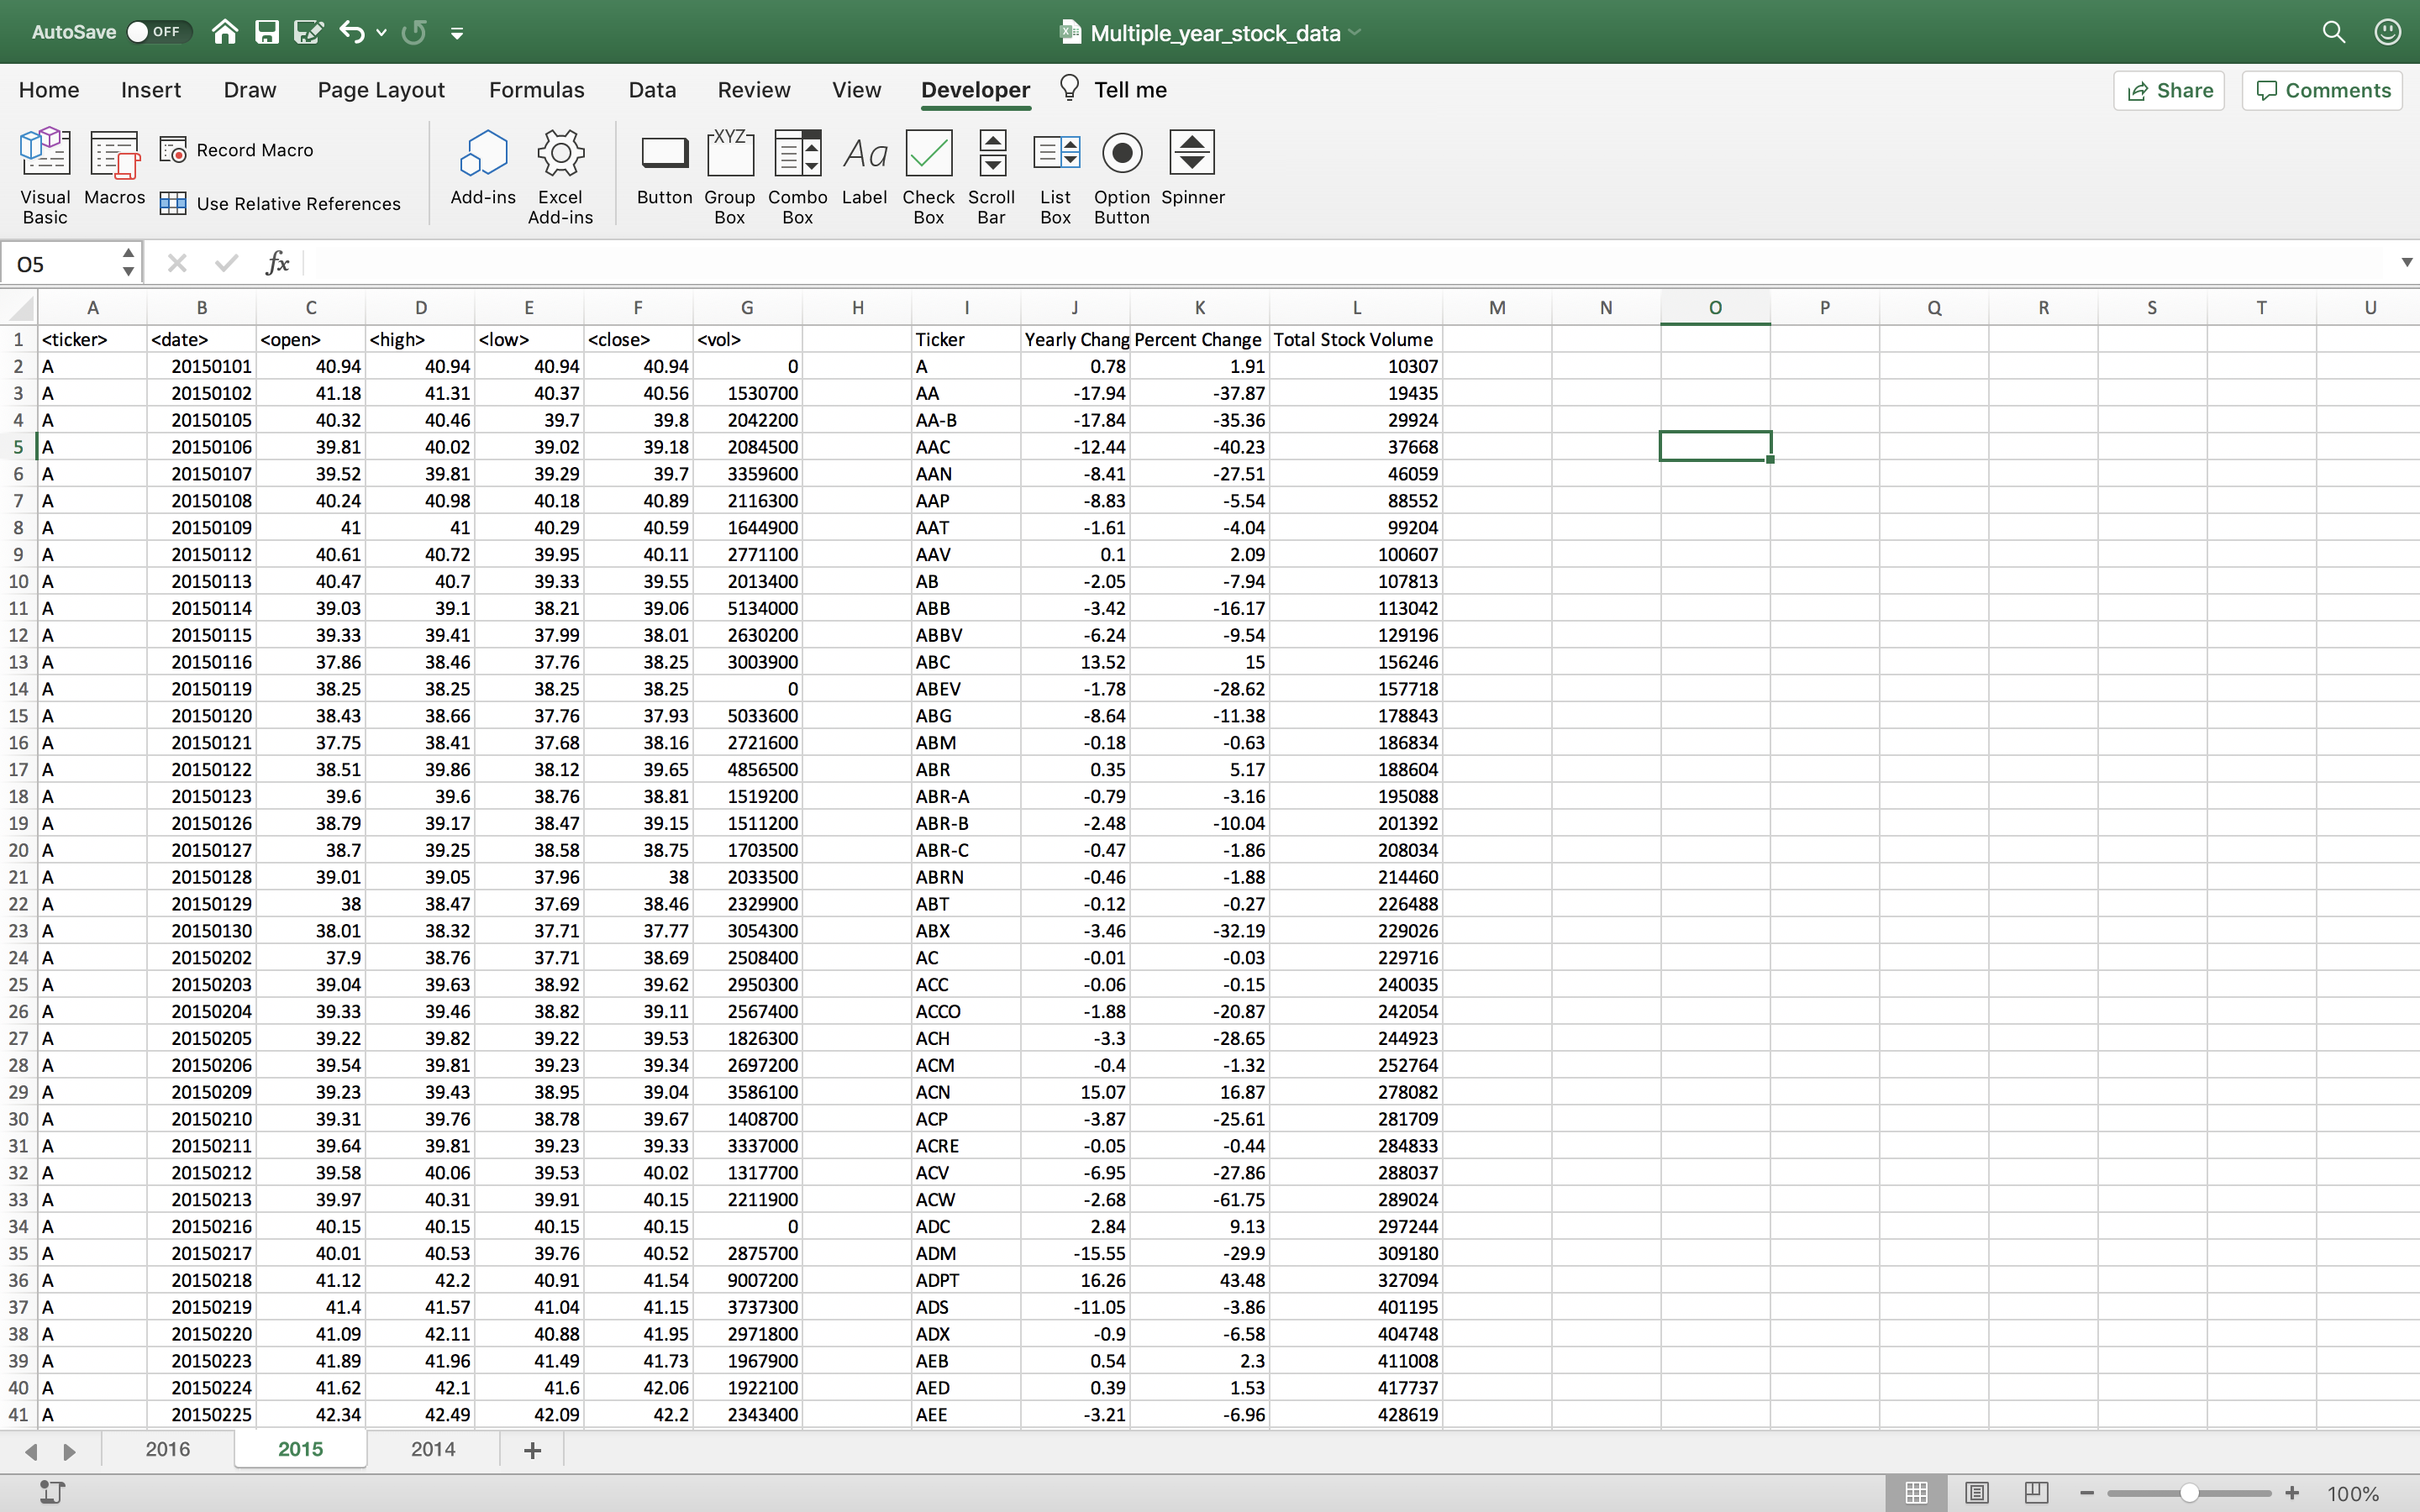 AutoSave OFF Multiple_year_stock_data
Home Insert Draw Page Layout Formulas Data Review View Developer Tell me Share Comments
Visual Basic Macros Record Macro Use Relative References Add-ins Excel Add-ins Button XYZ Group Box Combo Box Aa Label Check Box Scroll Bar List Box Option Button Spinner
O5 fx
A B C D E F G H I J K L M N O P Q R S T U
1 <ticker> <date> <open> <high> <low> <close> <vol> Ticker Yearly Chang Percent Change Total Stock Volume
2 A 20150101 40.94 40.94 40.94 40.94 0 A 0.78 1.91 10307
3 A 20150102 41.18 41.31 40.37 40.56 1530700 AA -17.94 -37.87 19435
4 A 20150105 40.32 40.46 39.7 39.8 2042200 AA-B -17.84 -35.36 29924
5 A 20150106 39.81 40.02 39.02 39.18 2084500 AAC -12.44 -40.23 37668
6 A 20150107 39.52 39.81 39.29 39.7 3359600 AAN -8.41 -27.51 46059
7 A 20150108 40.24 40.98 40.18 40.89 2116300 AAP -8.83 -5.54 88552
8 A 20150109 41 41 40.29 40.59 1644900 AAT -1.61 -4.04 99204
9 A 20150112 40.61 40.72 39.95 40.11 2771100 AAV 0.1 2.09 100607
10 A 20150113 40.47 40.7 39.33 39.55 2013400 AB -2.05 -7.94 107813
11 A 20150114 39.03 39.1 38.21 39.06 5134000 ABB -3.42 -16.17 113042
12 A 20150115 39.33 39.41 37.99 38.01 2630200 ABBV -6.24 -9.54 129196
13 A 20150116 37.86 38.46 37.76 38.25 3003900 ABC 13.52 15 156246
14 A 20150119 38.25 38.25 38.25 38.25 0 ABEV -1.78 -28.62 157718
15 A 20150120 38.43 38.66 37.76 37.93 5033600 ABG -8.64 -11.38 178843
16 A 20150121 37.75 38.41 37.68 38.16 2721600 ABM -0.18 -0.63 186834
17 A 20150122 38.51 39.86 38.12 39.65 4856500 ABR 0.35 5.17 188604
18 A 20150123 39.6 39.6 38.76 38.81 1519200 ABR-A -0.79 -3.16 195088
19 A 20150126 38.79 39.17 38.47 39.15 1511200 ABR-B -2.48 -10.04 201392
20 A 20150127 38.7 39.25 38.58 38.75 1703500 ABR-C -0.47 -1.86 208034
21 A 20150128 39.01 39.05 37.96 38 2033500 ABRN -0.46 -1.88 214460
22 A 20150129 38 38.47 37.69 38.46 2329900 ABT -0.12 -0.27 226488
23 A 20150130 38.01 38.32 37.71 37.77 3054300 ABX -3.46 -32.19 229026
24 A 20150202 37.9 38.76 37.71 38.69 2508400 AC -0.01 -0.03 229716
25 A 20150203 39.04 39.63 38.92 39.62 2950300 ACC -0.06 -0.15 240035
26 A 20150204 39.33 39.46 38.82 39.11 2567400 ACCO -1.88 -20.87 242054
27 A 20150205 39.22 39.82 39.22 39.53 1826300 ACH -3.3 -28.65 244923
28 A 20150206 39.54 39.81 39.23 39.34 2697200 ACM -0.4 -1.32 252764
29 A 20150209 39.23 39.43 38.95 39.04 3586100 ACN 15.07 16.87 278082
30 A 20150210 39.31 39.76 38.78 39.67 1408700 ACP -3.87 -25.61 281709
31 A 20150211 39.64 39.81 39.23 39.33 3337000 ACRE -0.05 -0.44 284833
32 A 20150212 39.58 40.06 39.53 40.02 1317700 ACV -6.95 -27.86 288037
33 A 20150213 39.97 40.31 39.91 40.15 2211900 ACW -2.68 -61.75 289024
34 A 20150216 40.15 40.15 40.15 40.15 0 ADC 2.84 9.13 297244
35 A 20150217 40.01 40.53 39.76 40.52 2875700 ADM -15.55 -29.9 309180
36 A 20150218 41.12 42.2 40.91 41.54 9007200 ADPT 16.26 43.48 327094
37 A 20150219 41.4 41.57 41.04 41.15 3737300 ADS -11.05 -3.86 401195
38 A 20150220 41.09 42.11 40.88 41.95 2971800 ADX -0.9 -6.58 404748
39 A 20150223 41.89 41.96 41.49 41.73 1967900 AEB 0.54 2.3 411008
40 A 20150224 41.62 42.1 41.6 42.06 1922100 AED 0.39 1.53 417737
41 A 20150225 42.34 42.49 42.09 42.2 2343400 AEE -3.21 -6.96 428619
2016 2015 2014 +
100%